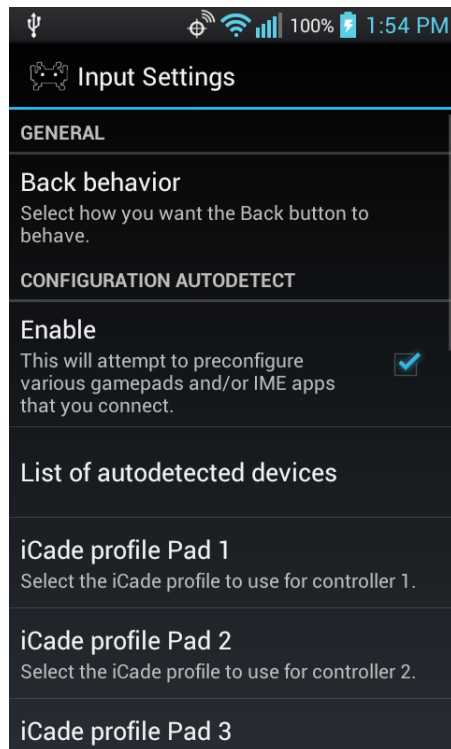 100% 1:54 PM
Input Settings
GENERAL
Back behavior
Select how you want the Back button to
behave.
CONFIGURATION AUTODETECT
Enable
This will attempt to preconfigure
various gamepads and/or IME apps
that you connect.
List of autodetected devices
iCade profile Pad 1
Select the iCade profile to use for controller 1.
iCade profile Pad 2
Select the iCade profile to use for controller 2.
iCade profile Pad 3